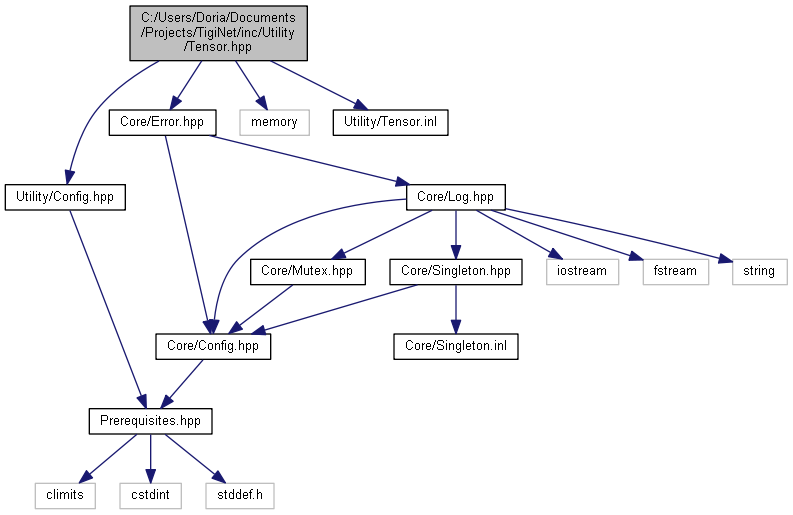 C:/Users/Doria/Documents
/Projects/TigiNet/inc/Utility
/Tensor.hpp
Core/Error.hpp
memory
Utility/Tensor.inl
Utility/Config.hpp
Core/Log.hpp
Core/Mutex.hpp
Core/Singleton.hpp
iostream
fstream
string
Core/Config.hpp
Core/Singleton.inl
Prerequisites.hpp
climits
cstdint
stddef.h